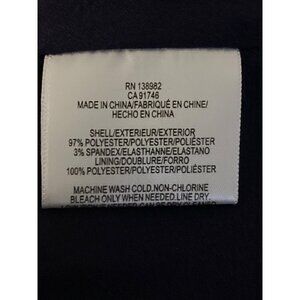 RN 138982
CA 91746
MADE IN CHINA/FABRIQUÉ EN CHINE/
HECHO EN CHINA
SHELL/EXTERIEUR/EXTERIOR
97% POLYESTER/POLYESTER/POLIÉSTER
3% SPANDEX/ELASTHANNE/ELASTANO
LINING/DOUBLURE/FORRO
100% POLYESTER/POLYESTER/POLIÉSTER
MACHINE WASH COLD.NON-CHLORINE
BLEACH ONLY WHEN NEEDED.LINE DRY.